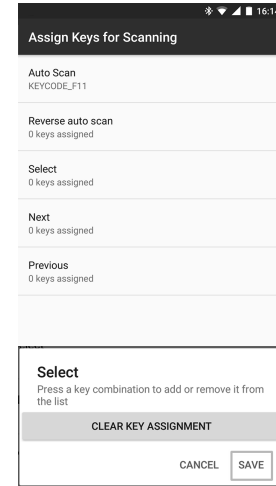 16:14
Assign Keys for Scanning
Auto Scan
KEYCODE_F11
Reverse auto scan
0 keys assigned
Select
0 keys assigned
Next
0 keys assigned
Previous
0 keys assigned
Select
Press a key combination to add or remove it from
the list
CLEAR KEY ASSIGNMENT
CANCEL SAVE